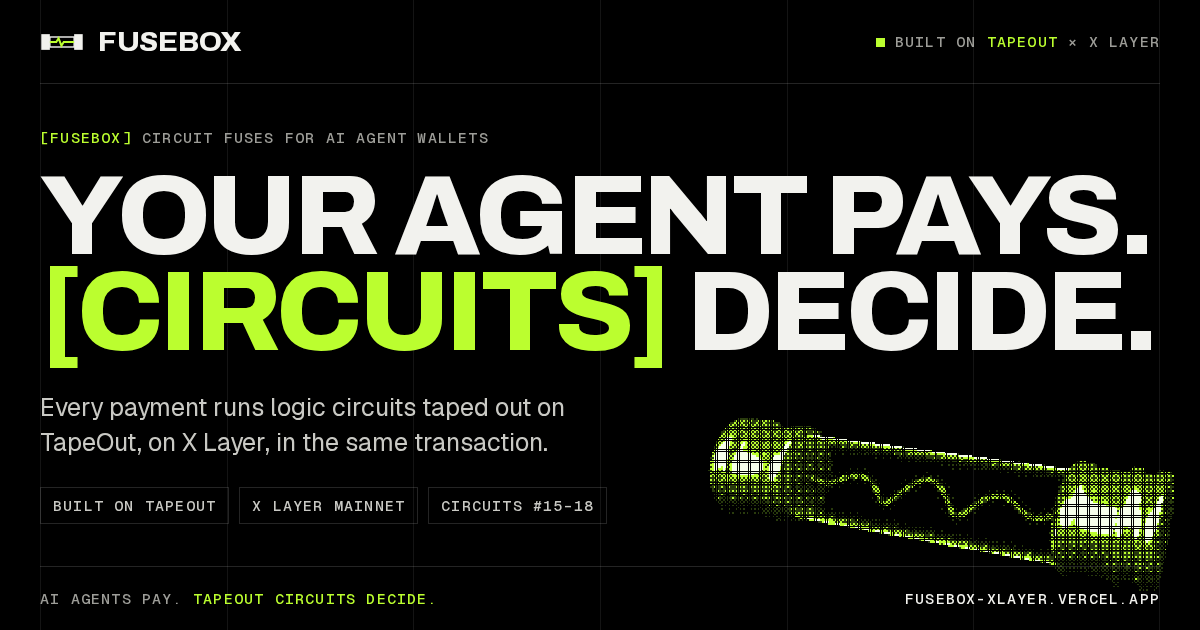 FUSEBOX
BUILT ON TAPEOUT × X LAYER
[FUSEBOX] CIRCUIT FUSES FOR AI AGENT WALLETS
YOUR AGENT PAYS.
[CIRCUITS] DECIDE.
Every payment runs logic circuits taped out on
TapeOut, on X Layer, in the same transaction.
BUILT ON TAPEOUT
X LAYER MAINNET
CIRCUITS #15-18
AI AGENTS PAY. TAPEOUT CIRCUITS DECIDE.
FUSEBOX-XLAYER.VERCEL.APP